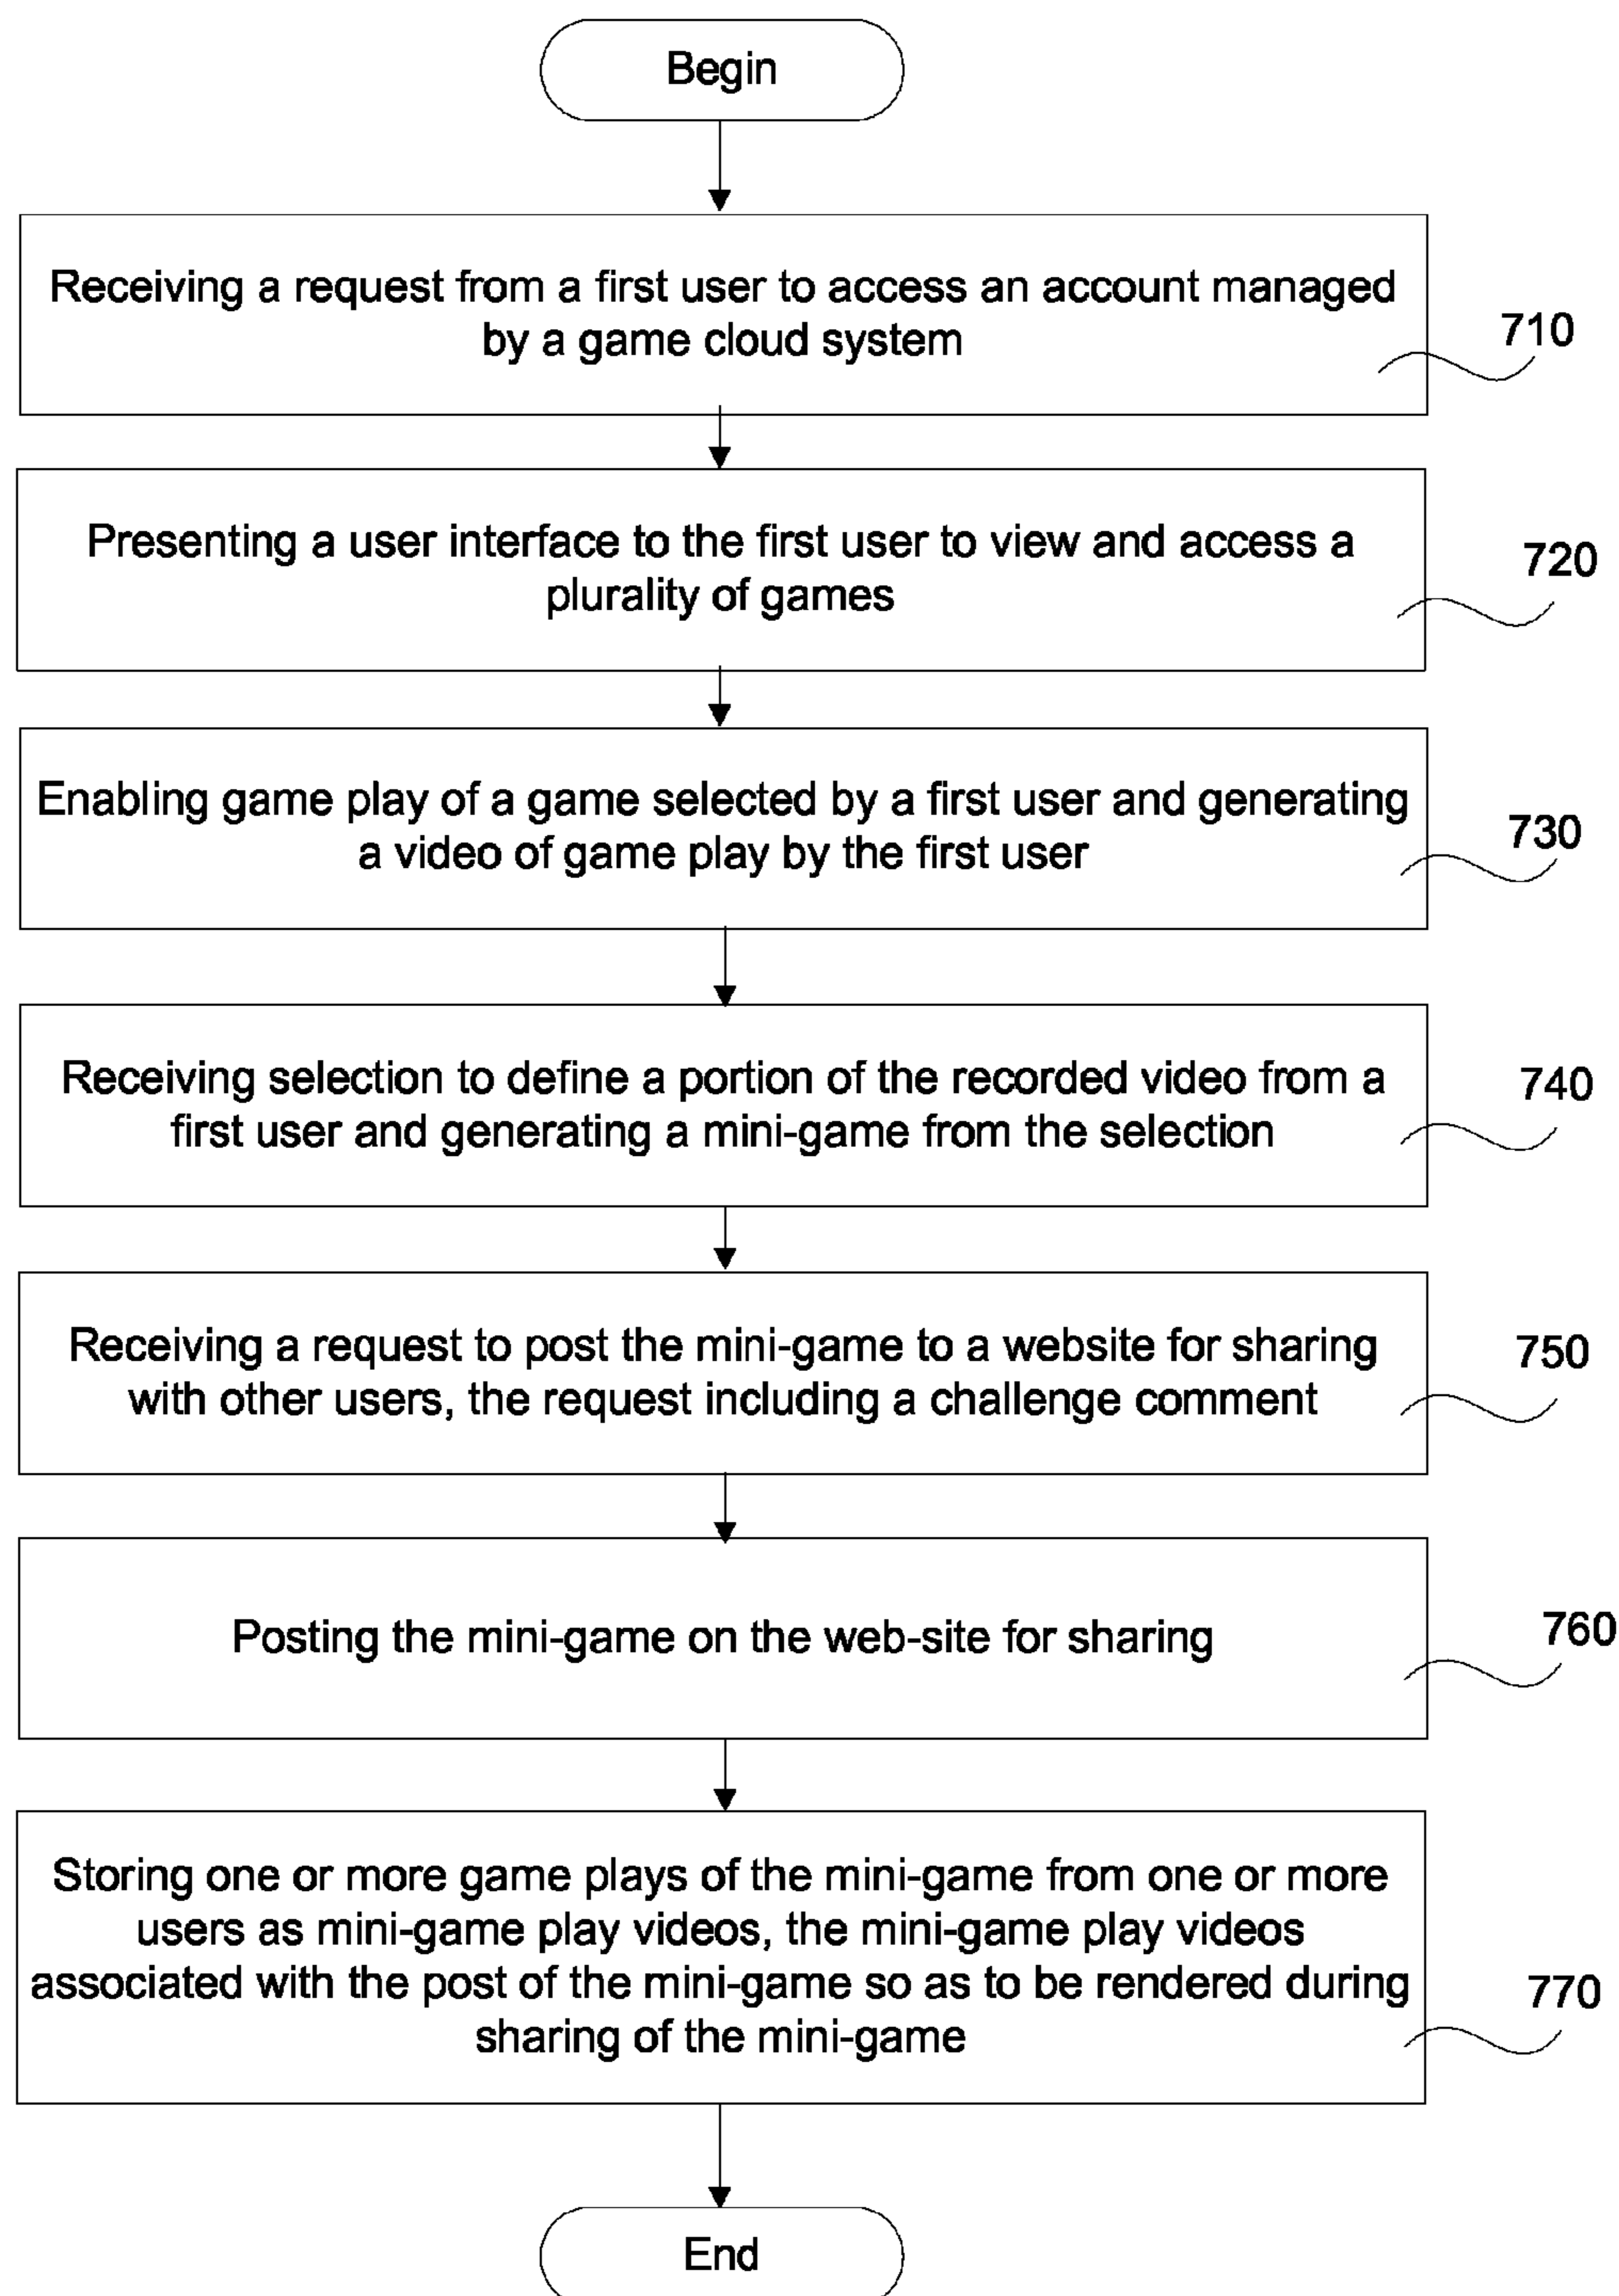 Begin
Receiving a request from a first user to access an account managed
by a game cloud system
710
Presenting a user interface to the first user to view and access a
plurality of games
720
Enabling game play of a game selected by a first user and generating
a video of game play by the first user
730
Receiving selection to define a portion of the recorded video from a
first user and generating a mini-game from the selection
740
Receiving a request to post the mini-game to a website for sharing
with other users, the request including a challenge comment
750
Posting the mini-game on the web-site for sharing
760
Storing one or more game plays of the mini-game from one or more
users as mini-game play videos, the mini-game play videos
associated with the post of the mini-game so as to be rendered during
sharing of the mini-game
770
End